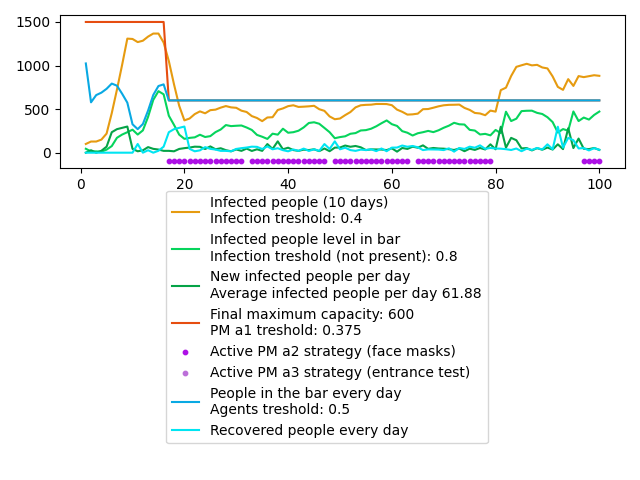 1500
1000
500
0
0
20
40
60
80
100
Infected people (10 days)
Infection treshold: 0.4
Infected people level in bar
Infection treshold (not present): 0.8
New infected people per day
Average infected people per day 61.88
Final maximum capacity: 600
PM a1 treshold: 0.375
Active PM a2 strategy (face masks)
Active PM a3 strategy (entrance test)
People in the bar every day
Agents treshold: 0.5
Recovered people every day